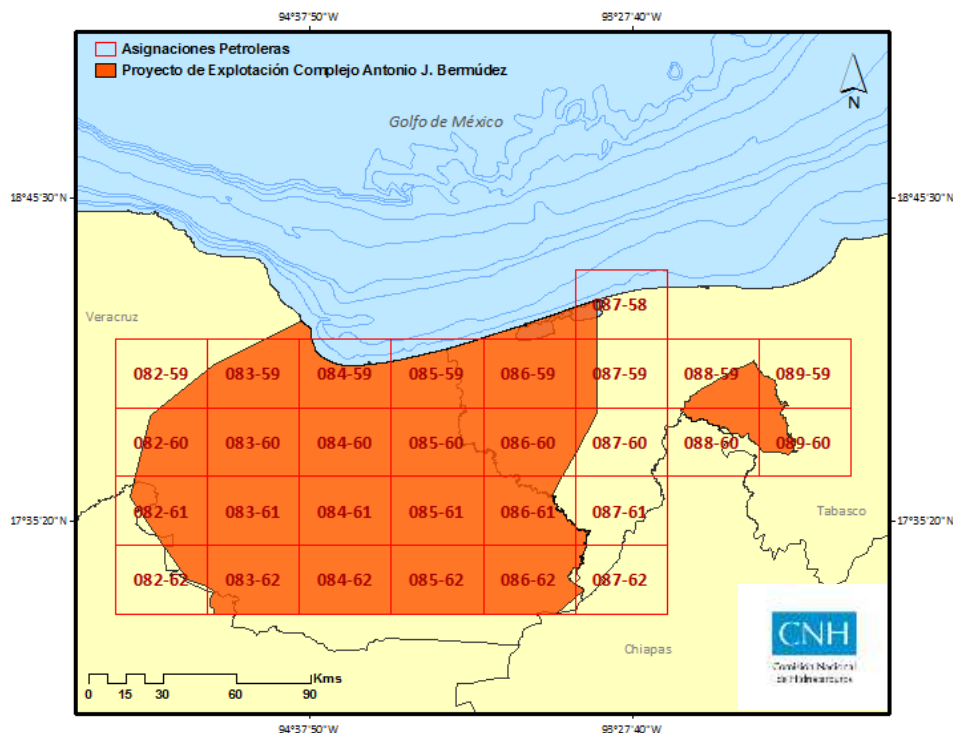 94°37'50"W 93°27'40"W
Asignaciones Petroleras
Proyecto de Explotación Complejo Antonio J. Bermúdez
N
Golfo de México
18°45'30"N 18°45'30"N
087-58
Veracruz
082-59 083-59 084-59 085-59 086-59 087-59 088-59 089-59
082-60 083-60 084-60 085-60 086-60 087-60 088-60 089-60
082-61 083-61 084-61 085-61 086-61 087-61
Tabasco
17°35'20"N 17°35'20"N
082-62 083-62 084-62 085-62 086-62 087-62
CNH
Comisión Nacional
de Hidrocarburos
Chiapas
Kms
0 15 30 60 90
94°37'50"W 93°27'40"W